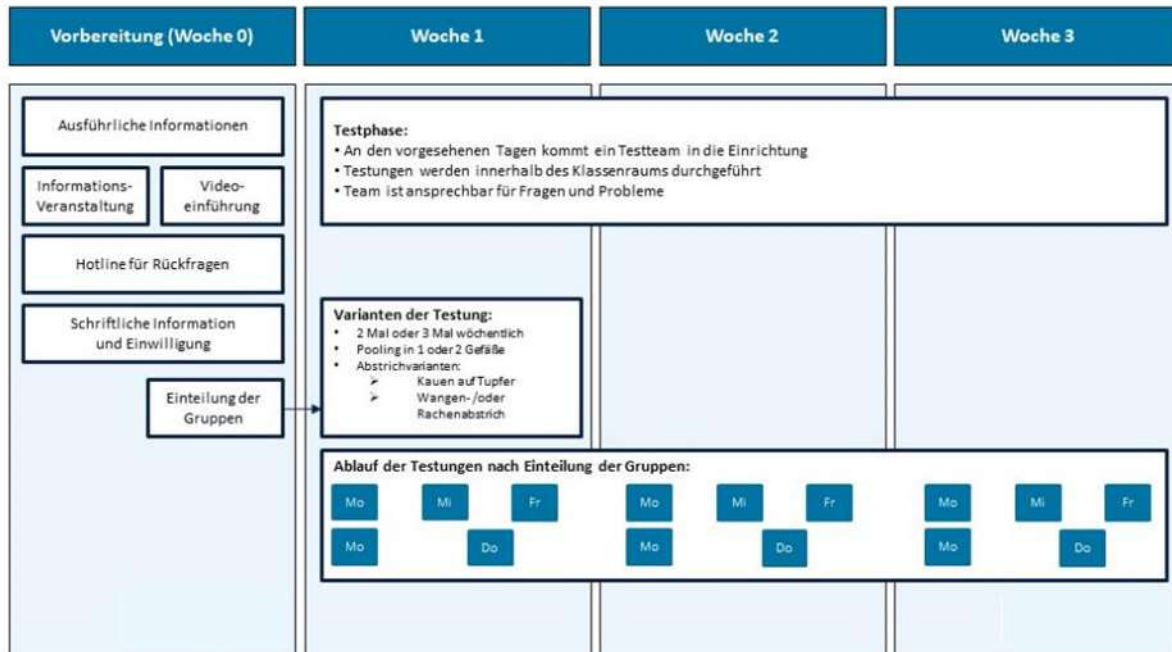 Vorbereitung (Woche 0)
Woche 1
Woche 2
Woche 3
Ausführliche Informationen
Informations-
Veranstaltung
Video-
einführung
Hotline für Rückfragen
Schriftliche Information
und Einwilligung
Einteilung der
Gruppen
Testphase:
• An den vorgesehenen Tagen kommt ein Testteam in die Einrichtung
• Testungen werden innerhalb des Klassenraums durchgeführt
• Team ist ansprechbar für Fragen und Probleme
Varianten der Testung:
• 2 Mal oder 3 Mal wöchentlich
• Pooling in 1 oder 2 Gefäße
• Abstrichvarianten:
➢ Kauen auf Tupfer
➢ Wangen-/oder
Rachenabstrich
Ablauf der Testungen nach Einteilung der Gruppen:
Mo Mi Fr Mo Mi Fr Mo Mi Fr
Mo Do Mo Do Mo Do